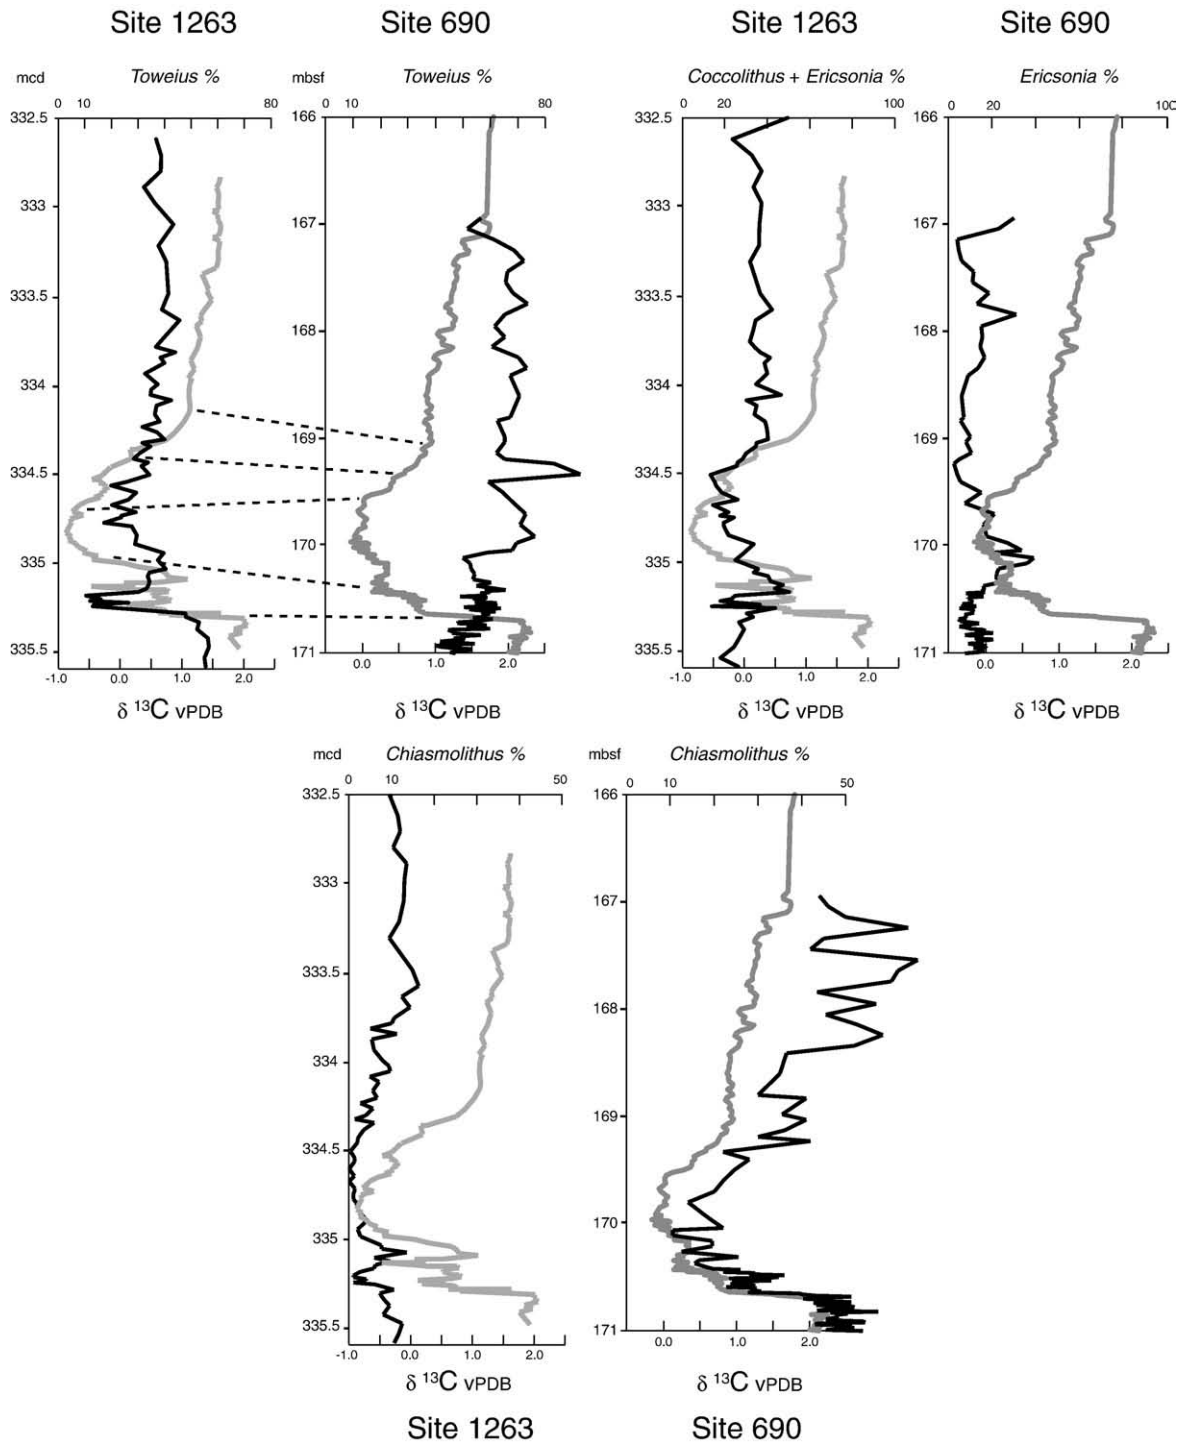 Site 1263 Site 690 Site 1263 Site 690
mcd Toweius % mbsf Toweius % Coccolithus + Ericsonia % Ericsonia %
0 10 80 0 10 80 0 20 100 0 20 100
332.5 166 332.5 166
333 167 333 167
333.5 168 333.5 168
334 169 334 169
334.5 170 334.5 170
335 171 335 171
335.5 335.5
-1.0 0.0 1.0 2.0 0.0 1.0 2.0 -1.0 0.0 1.0 2.0 0.0 1.0 2.0
δ 13C vPDB δ 13C vPDB δ 13C vPDB δ 13C vPDB
mcd Chiasmolithus % mbsf Chiasmolithus %
0 10 50 0 10 50
332.5 166
333 167
333.5 168
334 169
334.5 170
335 171
335.5
-1.0 0.0 1.0 2.0 0.0 1.0 2.0
δ 13C vPDB δ 13C vPDB
Site 1263 Site 690